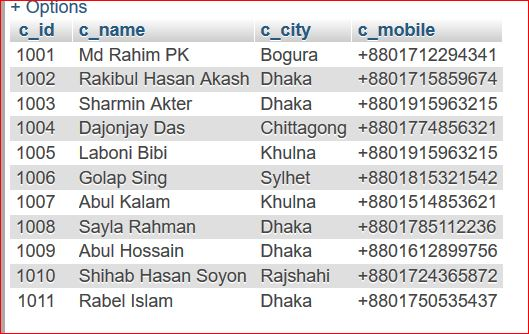 + Options
c_id c_name c_city c_mobile
1001 Md Rahim PK Bogura +8801712294341
1002 Rakibul Hasan Akash Dhaka +8801715859674
1003 Sharmin Akter Dhaka +8801915963215
1004 Dajonjay Das Chittagong +8801774856321
1005 Laboni Bibi Khulna +8801915963215
1006 Golap Sing Sylhet +8801815321542
1007 Abul Kalam Khulna +8801514853621
1008 Sayla Rahman Dhaka +8801785112236
1009 Abul Hossain Dhaka +8801612899756
1010 Shihab Hasan Soyon Rajshahi +8801724365872
1011 Rabel Islam Dhaka +8801750535437